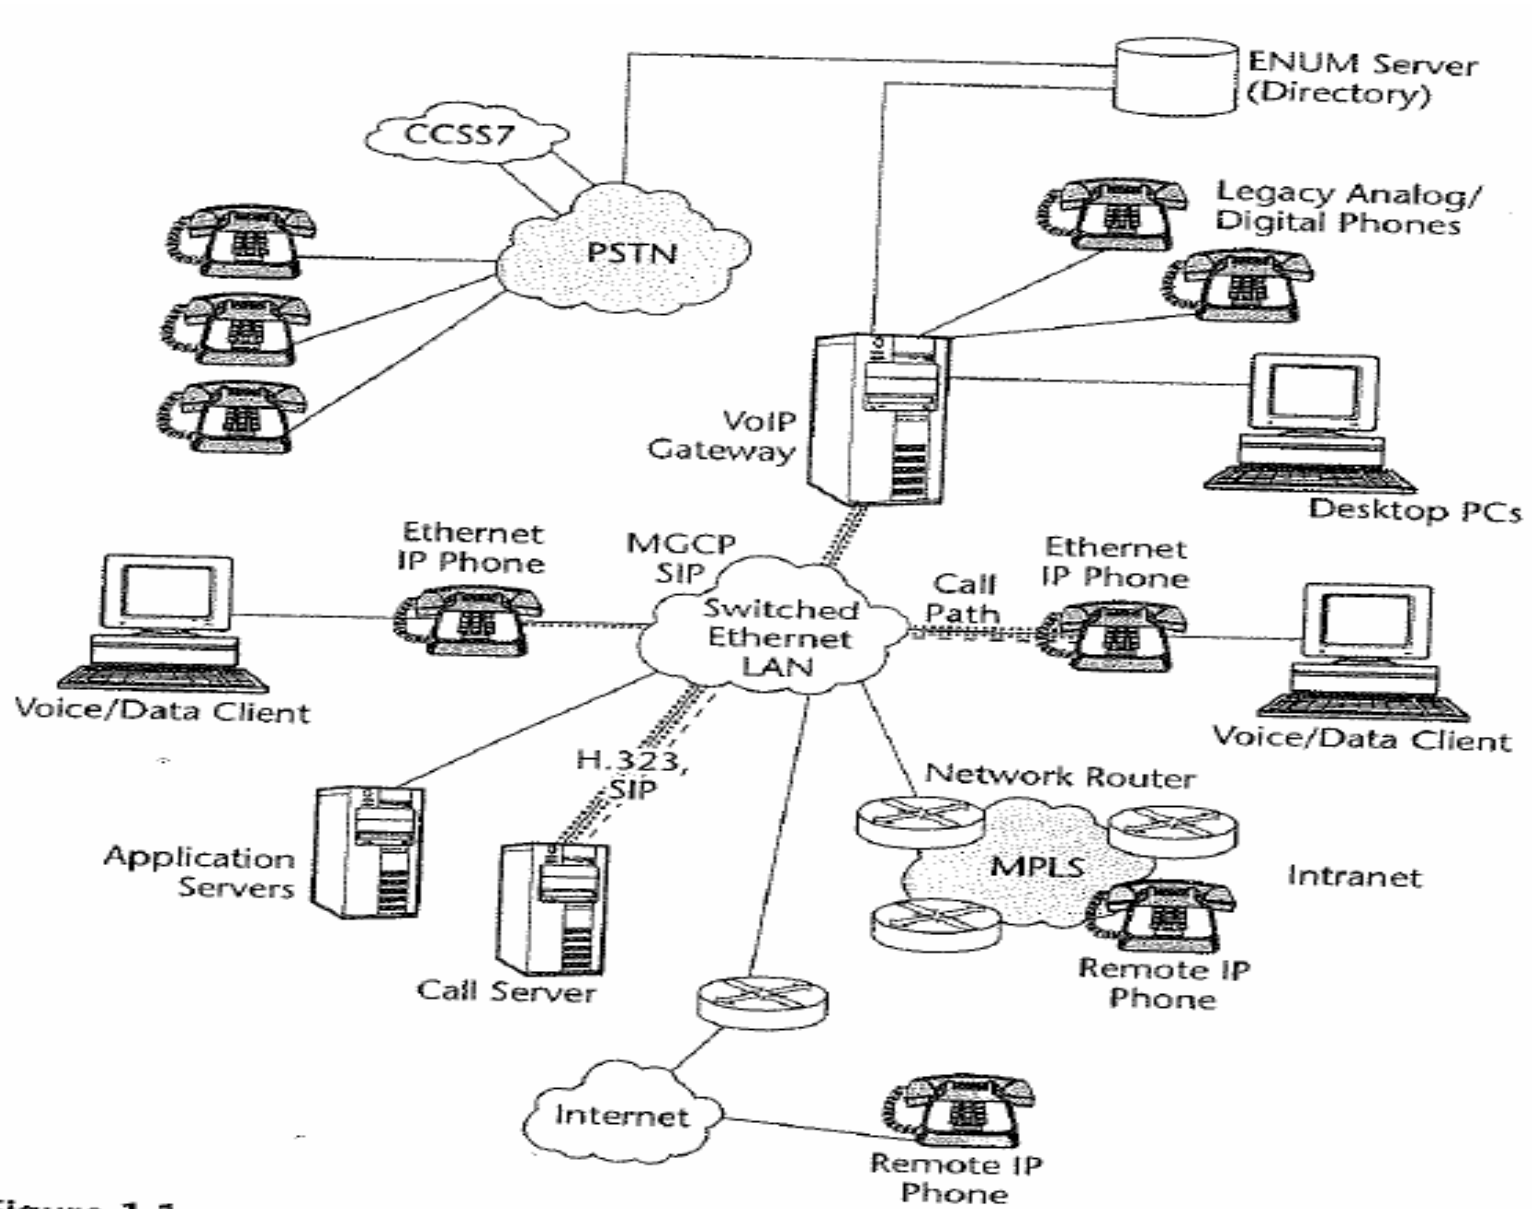 ENUM Server
(Directory)
CCSS7
Legacy Analog/
Digital Phones
PSTN
VoIP
Gateway
Desktop PCs
Ethernet
IP Phone
MGCP
SIP
Ethernet
IP Phone
Call
Path
Switched
Ethernet
LAN
Voice/Data Client
Voice/Data Client
H.323,
SIP
Network Router
Application
Servers
MPLS
Intranet
Call Server
Remote IP
Phone
Internet
Remote IP
Phone